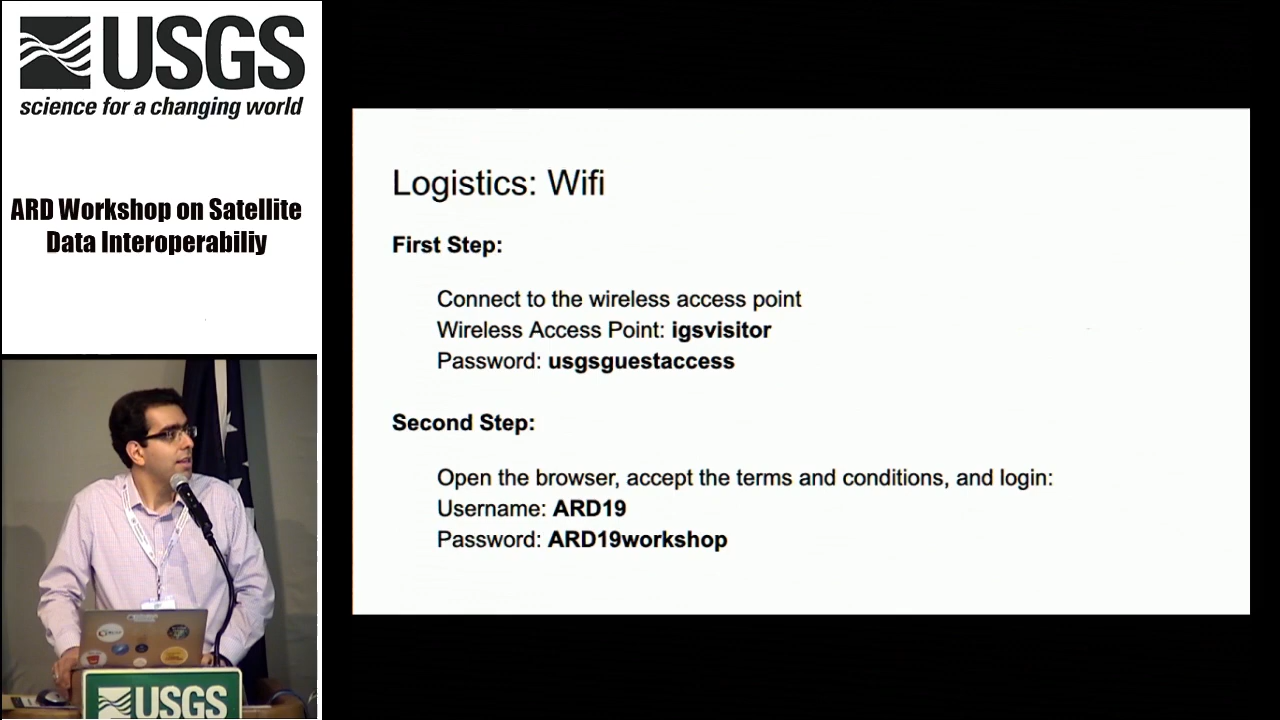 USGS
science for a changing world
ARD Workshop on Satellite
Data Interoperabiliy
Logistics: Wifi
First Step:
Connect to the wireless access point
Wireless Access Point: igsvisitor
Password: usgsguestaccess
Second Step:
Open the browser, accept the terms and conditions, and login:
Username: ARD19
Password: ARD19workshop
USGS